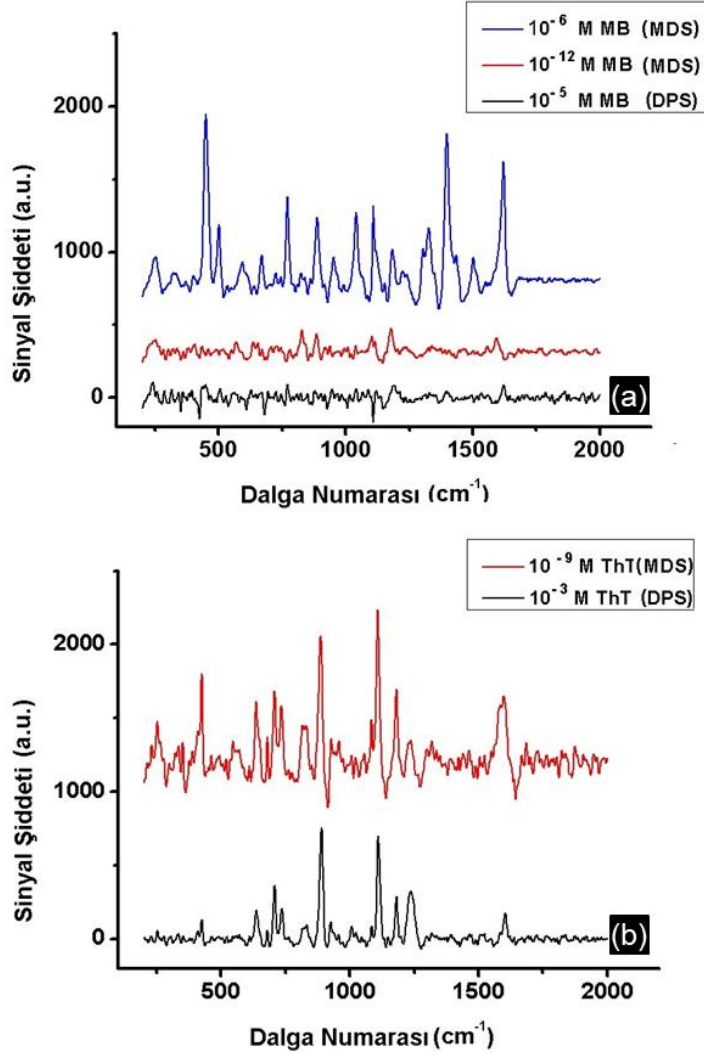 10⁻⁶ M MB (MDS)
10⁻¹² M MB (MDS)
10⁻⁵ M MB (DPS)
2000
1000
0
Sinyal Şiddeti (a.u.)
(a)
500 1000 1500 2000
Dalga Numarası (cm⁻¹)
10⁻⁹ M ThT(MDS)
10⁻³ M ThT (DPS)
2000
1000
0
Sinyal Şiddeti (a.u.)
(b)
500 1000 1500 2000
Dalga Numarası (cm⁻¹)